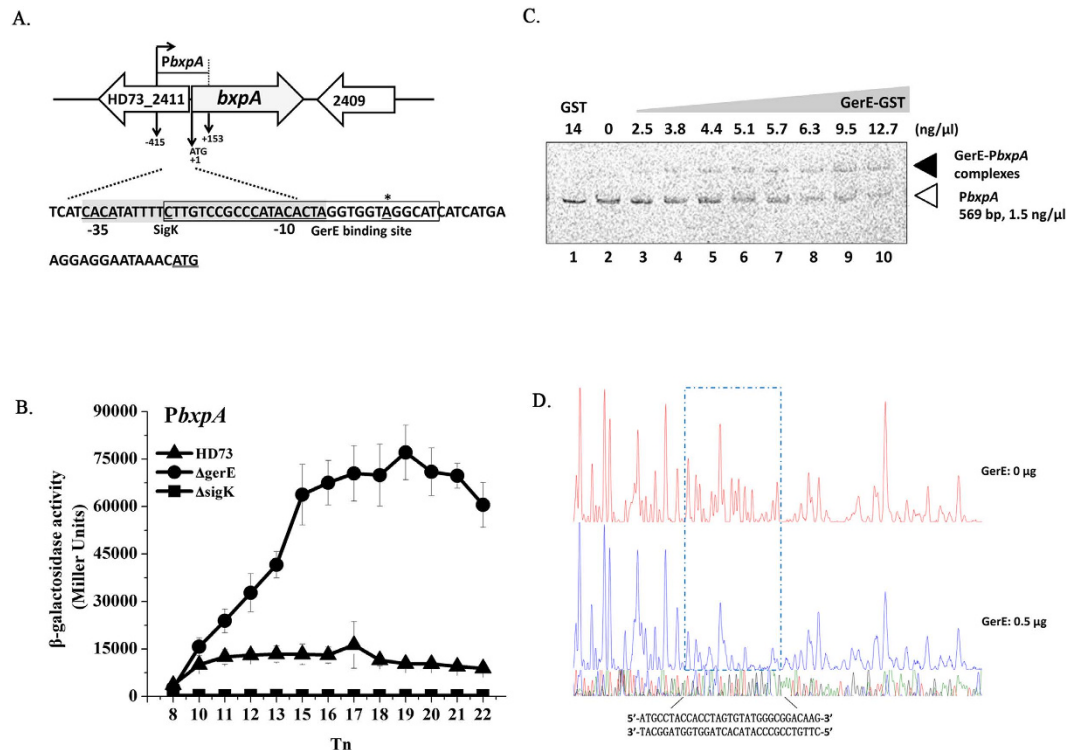 A.
PbxpA
HD73_2411
bxpA
2409
-415
ATG
+1
+153
*
TCATCACATATTTTCTTGTCCGCCCATACACTAGGTGGTAGGCATCATCATGA
-35 SigK -10 GerE binding site
AGGAGGAATAAACATG
C.
GST GerE-GST
14 0 2.5 3.8 4.4 5.1 5.7 6.3 9.5 12.7 (ng/µl)
GerE-PbxpA
complexes
PbxpA
569 bp, 1.5 ng/µl
1 2 3 4 5 6 7 8 9 10
B.
PbxpA
HD73
ΔgerE
ΔsigK
β-galactosidase activity
(Miller Units)
90000
75000
60000
45000
30000
15000
0
8 10 11 12 13 14 15 16 17 18 19 20 21 22
Tn
D.
GerE: 0 µg
GerE: 0.5 µg
5'-ATGCCTACCACCTAGTGTATGGGCGGACAAG-3'
3'-TACGGATGGTGGATCACATACCCGCCTGTTC-5'